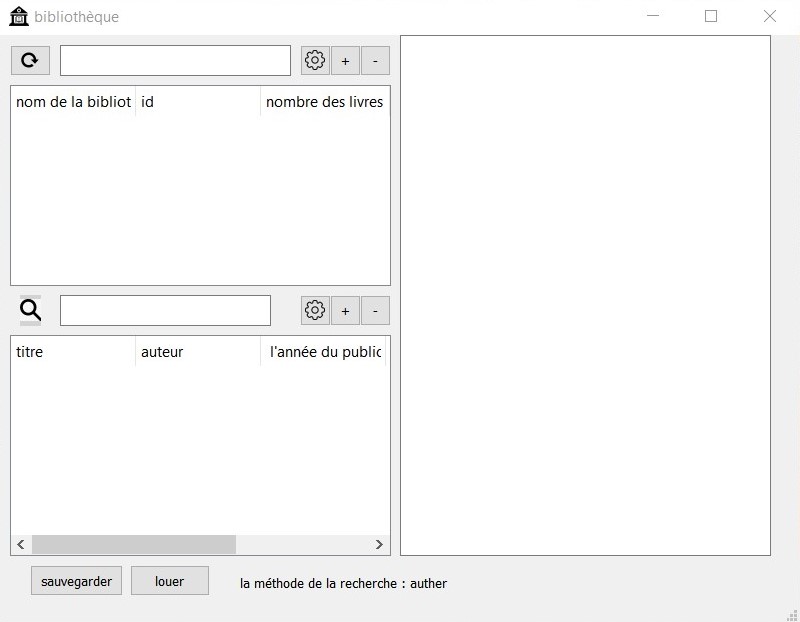 bibliothèque
+ -
nom de la bibliot id nombre des livres
+ -
titre auteur l'année du public
sauvegarder louer la méthode de la recherche : auther